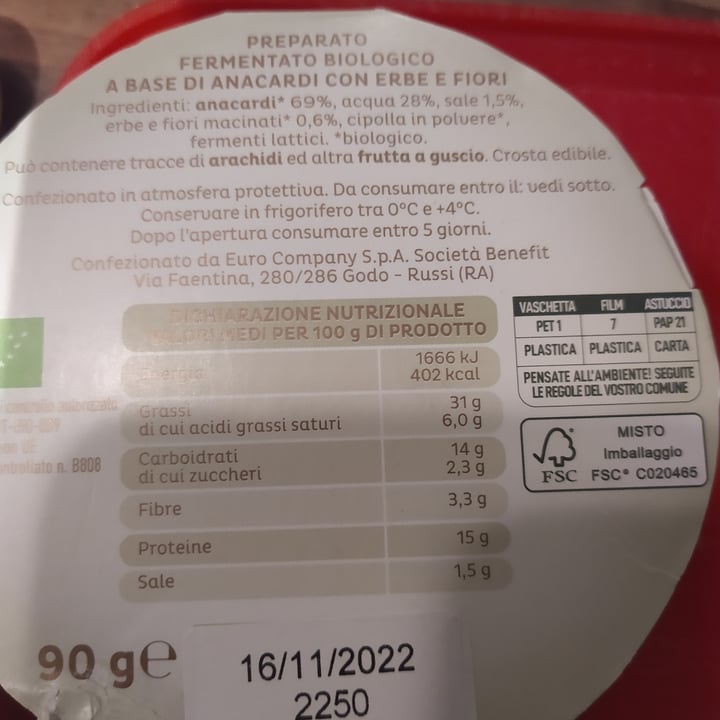 PREPARATO
FERMENTATO BIOLOGICO
A BASE DI ANACARDI CON ERBE E FIORI
Ingredienti: anacardi* 69%, acqua 28%, sale 1,5%,
erbe e fiori macinati* 0,6%, cipolla in polvere*,
fermenti lattici. *biologico.
Può contenere tracce di arachidi ed altra frutta a guscio. Crosta edibile.
Confezionato in atmosfera protettiva. Da consumare entro il: vedi sotto.
Conservare in frigorifero tra 0°C e +4°C.
Dopo l'apertura consumare entro 5 giorni.
Confezionato da Euro Company S.p.A. Società Benefit
Via Faentina, 280/286 Godo - Russi (RA)
DICHIARAZIONE NUTRIZIONALE
VALORI MEDI PER 100 g DI PRODOTTO
Energia 1666 kJ
402 kcal
Grassi 31 g
di cui acidi grassi saturi 6,0 g
Carboidrati 14 g
di cui zuccheri 2,3 g
Fibre 3,3 g
Proteine 15 g
Sale 1,5 g
controllo autorizzato
UE
n. B808
VASCHETTA FILM ASTUCCIO
PET 1 7 PAP 21
PLASTICA PLASTICA CARTA
PENSATE ALL'AMBIENTE! SEGUITE
LE REGOLE DEL VOSTRO COMUNE
FSC
MISTO
Imballaggio
FSC® C020465
90 g e
16/11/2022
2250